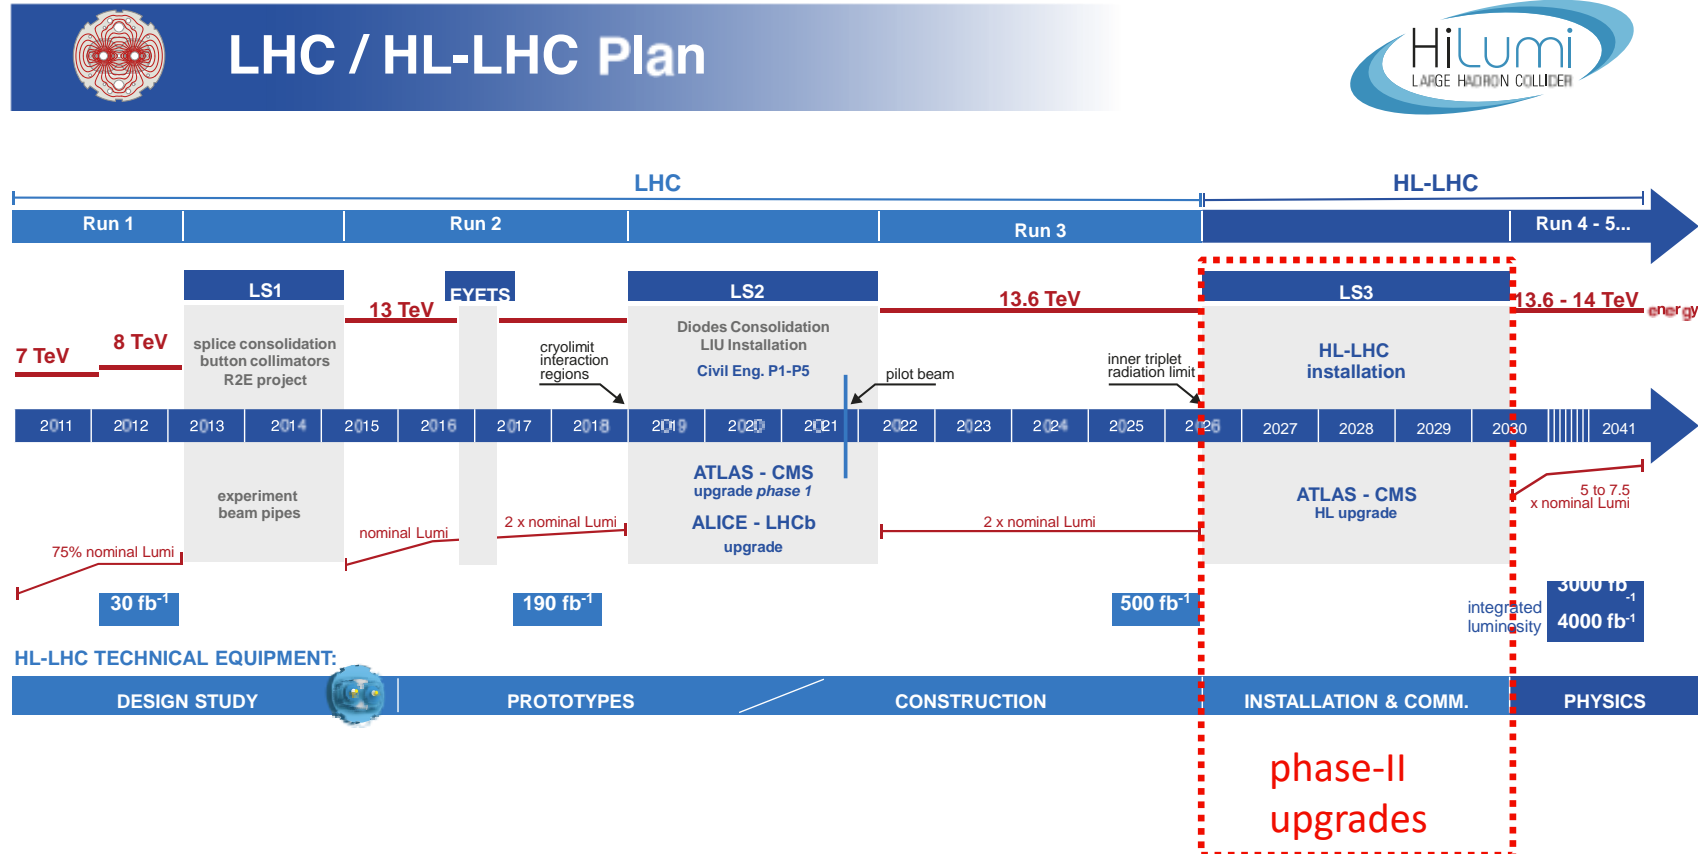 LHC / HL-LHC Plan
HiLumi
LARGE HADRON COLLIDER
LHC
HL-LHC
Run 1
Run 2
Run 3
Run 4 - 5...
LS1
EYETS
LS2
LS3
13 TeV
13.6 TeV
13.6 - 14 TeV
energy
7 TeV
8 TeV
splice consolidation
button collimators
R2E project
cryolimit
interaction
regions
Diodes Consolidation
LIU Installation
Civil Eng. P1-P5
pilot beam
inner triplet
radiation limit
HL-LHC
installation
2011 2012 2013 2014 2015 2016 2017 2018 2019 2020 2021 2022 2023 2024 2025 2026 2027 2028 2029 2030 2041
experiment
beam pipes
ATLAS - CMS
upgrade phase 1
ALICE - LHCb
upgrade
ATLAS - CMS
HL upgrade
5 to 7.5
x nominal Lumi
75% nominal Lumi
nominal Lumi
2 x nominal Lumi
2 x nominal Lumi
30 fb-1
190 fb-1
500 fb-1
integrated
luminosity
3000 fb-1
4000 fb-1
HL-LHC TECHNICAL EQUIPMENT:
DESIGN STUDY
PROTOTYPES
CONSTRUCTION
INSTALLATION & COMM.
PHYSICS
phase-II
upgrades